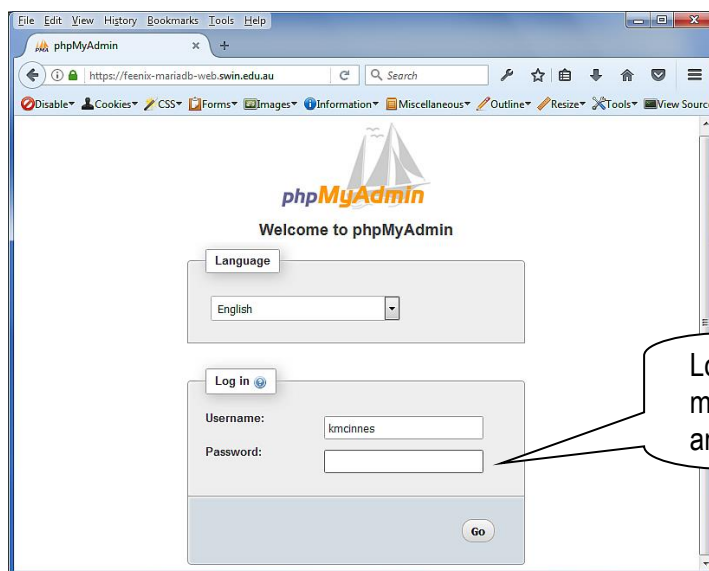 File Edit View History Bookmarks Tools Help
phpMyAdmin × +
https://feenix-mariadb-web.swin.edu.au Search
Disable Cookies CSS Forms Images Information Miscellaneous Outline Resize Tools View Sourc
phpMyAdmin
Welcome to phpMyAdmin
Language
English
Log in
Username: kmcinnes
Password:
Go
Lo
m
ar